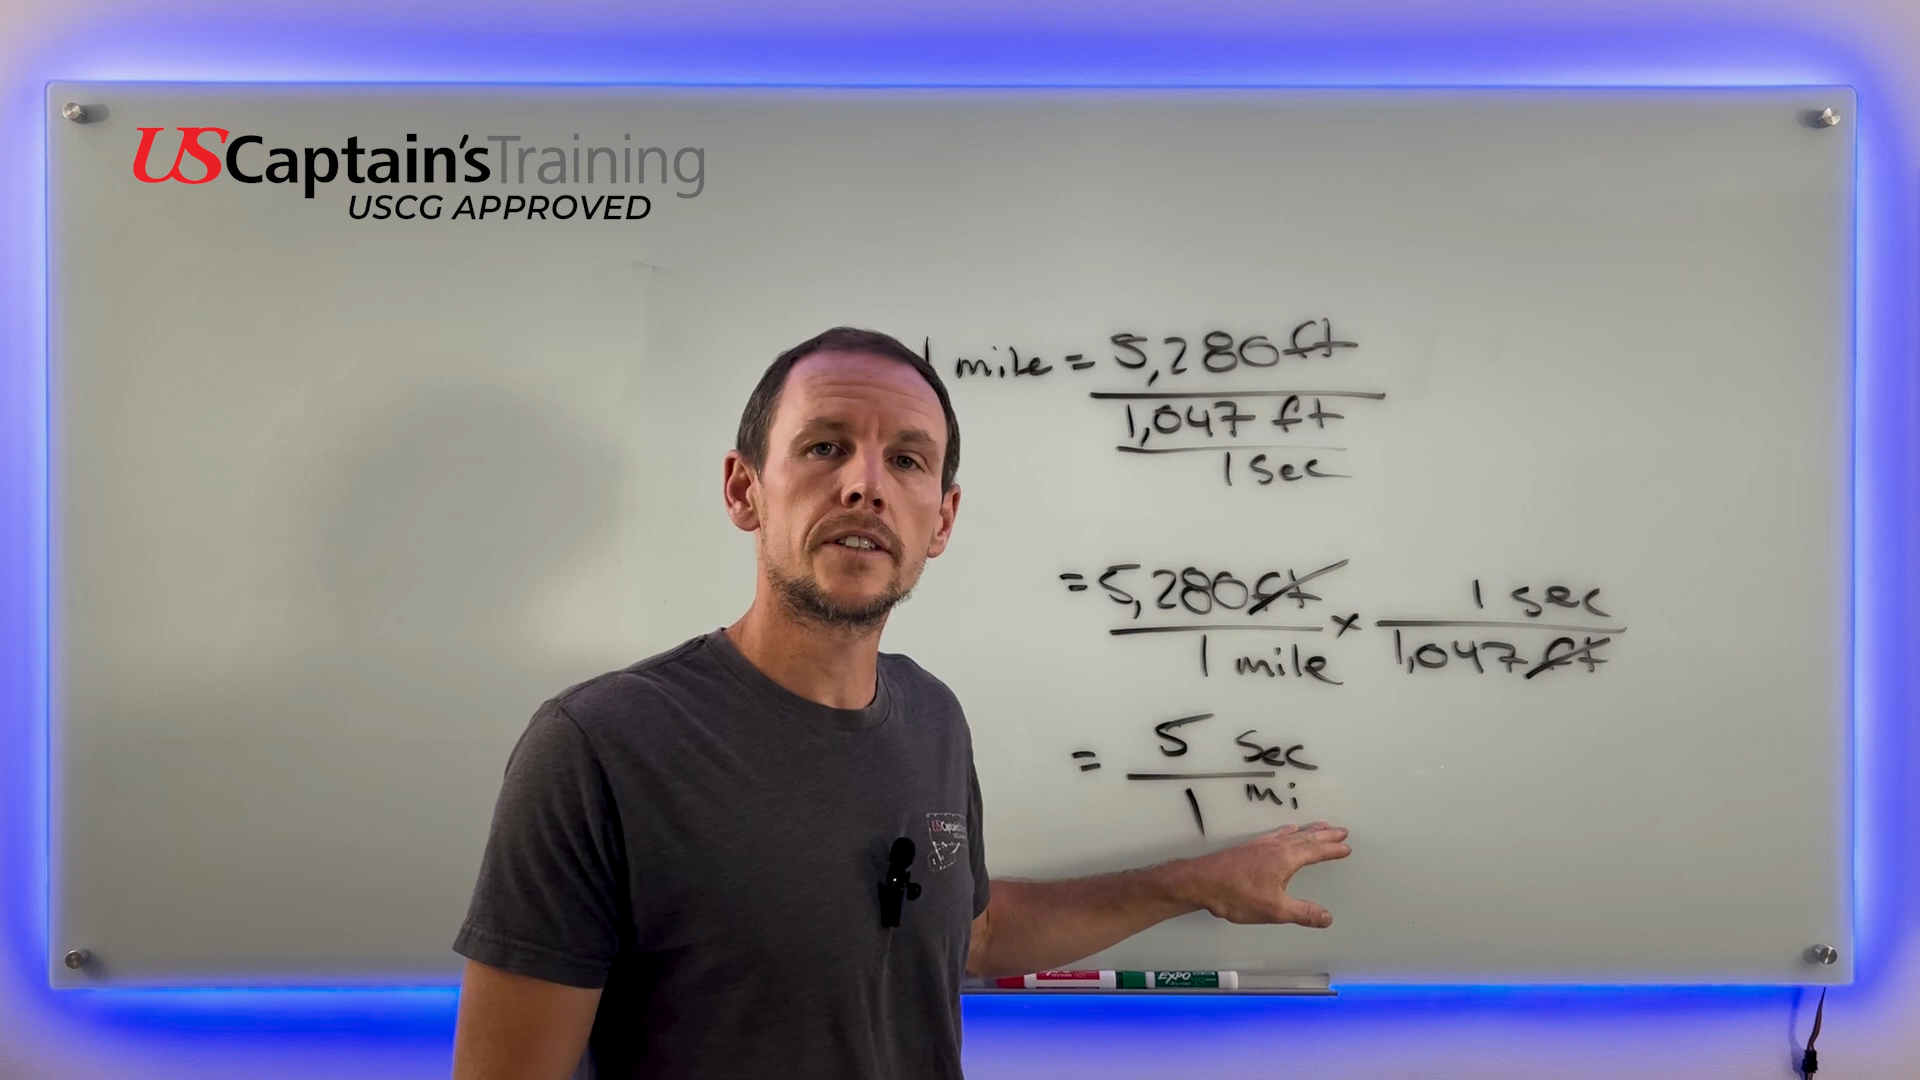 USCaptain'sTraining
USCG APPROVED
1 mile = 5,280 ft
1,047 ft
1 sec
= 5,280 ft × 1 sec
1 mile 1,047 ft
= 5 sec
1 mi
USCapt
EXPO